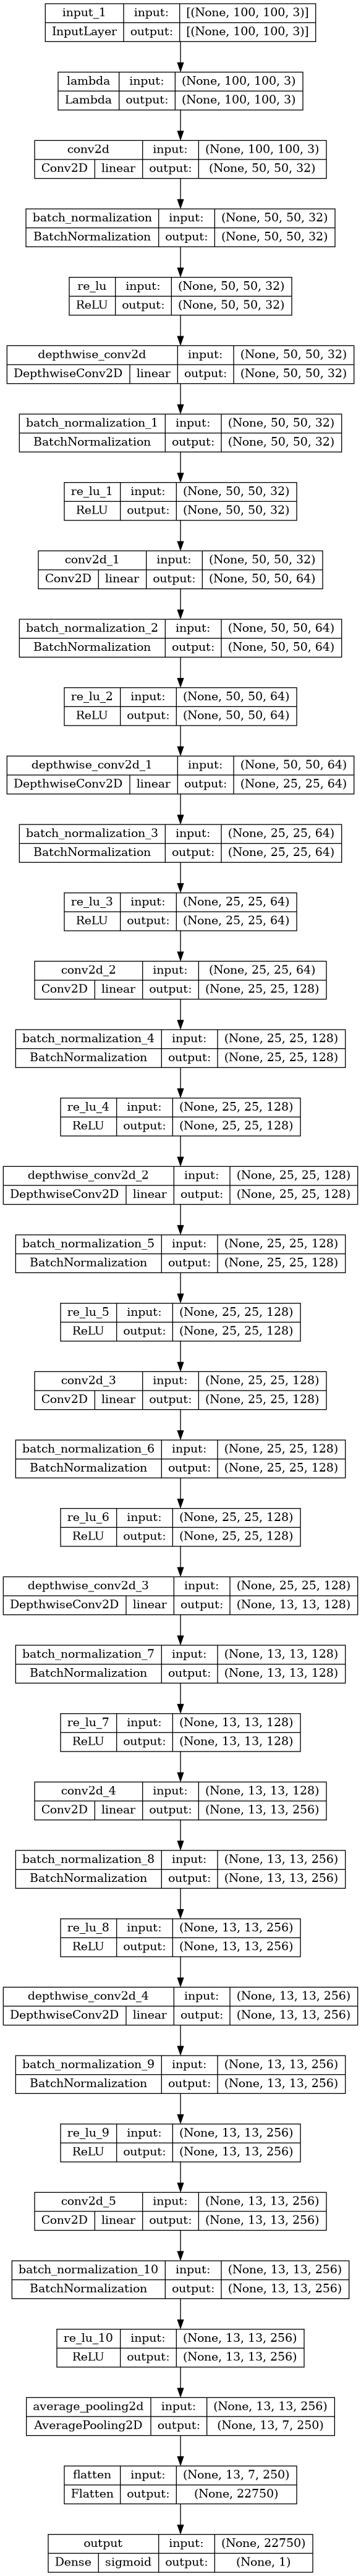 input_1 input: [(None, 100, 100, 3)]
InputLayer output: [(None, 100, 100, 3)]
lambda input: (None, 100, 100, 3)
Lambda output: (None, 100, 100, 3)
conv2d input: (None, 100, 100, 3)
Conv2D linear output: (None, 50, 50, 32)
batch_normalization input: (None, 50, 50, 32)
BatchNormalization output: (None, 50, 50, 32)
re_lu input: (None, 50, 50, 32)
ReLU output: (None, 50, 50, 32)
depthwise_conv2d input: (None, 50, 50, 32)
DepthwiseConv2D linear output: (None, 50, 50, 32)
batch_normalization_1 input: (None, 50, 50, 32)
BatchNormalization output: (None, 50, 50, 32)
re_lu_1 input: (None, 50, 50, 32)
ReLU output: (None, 50, 50, 32)
conv2d_1 input: (None, 50, 50, 32)
Conv2D linear output: (None, 50, 50, 64)
batch_normalization_2 input: (None, 50, 50, 64)
BatchNormalization output: (None, 50, 50, 64)
re_lu_2 input: (None, 50, 50, 64)
ReLU output: (None, 50, 50, 64)
depthwise_conv2d_1 input: (None, 50, 50, 64)
DepthwiseConv2D linear output: (None, 25, 25, 64)
batch_normalization_3 input: (None, 25, 25, 64)
BatchNormalization output: (None, 25, 25, 64)
re_lu_3 input: (None, 25, 25, 64)
ReLU output: (None, 25, 25, 64)
conv2d_2 input: (None, 25, 25, 64)
Conv2D linear output: (None, 25, 25, 128)
batch_normalization_4 input: (None, 25, 25, 128)
BatchNormalization output: (None, 25, 25, 128)
re_lu_4 input: (None, 25, 25, 128)
ReLU output: (None, 25, 25, 128)
depthwise_conv2d_2 input: (None, 25, 25, 128)
DepthwiseConv2D linear output: (None, 25, 25, 128)
batch_normalization_5 input: (None, 25, 25, 128)
BatchNormalization output: (None, 25, 25, 128)
re_lu_5 input: (None, 25, 25, 128)
ReLU output: (None, 25, 25, 128)
conv2d_3 input: (None, 25, 25, 128)
Conv2D linear output: (None, 25, 25, 128)
batch_normalization_6 input: (None, 25, 25, 128)
BatchNormalization output: (None, 25, 25, 128)
re_lu_6 input: (None, 25, 25, 128)
ReLU output: (None, 25, 25, 128)
depthwise_conv2d_3 input: (None, 25, 25, 128)
DepthwiseConv2D linear output: (None, 13, 13, 128)
batch_normalization_7 input: (None, 13, 13, 128)
BatchNormalization output: (None, 13, 13, 128)
re_lu_7 input: (None, 13, 13, 128)
ReLU output: (None, 13, 13, 128)
conv2d_4 input: (None, 13, 13, 128)
Conv2D linear output: (None, 13, 13, 256)
batch_normalization_8 input: (None, 13, 13, 256)
BatchNormalization output: (None, 13, 13, 256)
re_lu_8 input: (None, 13, 13, 256)
ReLU output: (None, 13, 13, 256)
depthwise_conv2d_4 input: (None, 13, 13, 256)
DepthwiseConv2D linear output: (None, 13, 13, 256)
batch_normalization_9 input: (None, 13, 13, 256)
BatchNormalization output: (None, 13, 13, 256)
re_lu_9 input: (None, 13, 13, 256)
ReLU output: (None, 13, 13, 256)
conv2d_5 input: (None, 13, 13, 256)
Conv2D linear output: (None, 13, 13, 256)
batch_normalization_10 input: (None, 13, 13, 256)
BatchNormalization output: (None, 13, 13, 256)
re_lu_10 input: (None, 13, 13, 256)
ReLU output: (None, 13, 13, 256)
average_pooling2d input: (None, 13, 13, 256)
AveragePooling2D output: (None, 13, 7, 250)
flatten input: (None, 13, 7, 250)
Flatten output: (None, 22750)
output input: (None, 22750)
Dense sigmoid output: (None, 1)